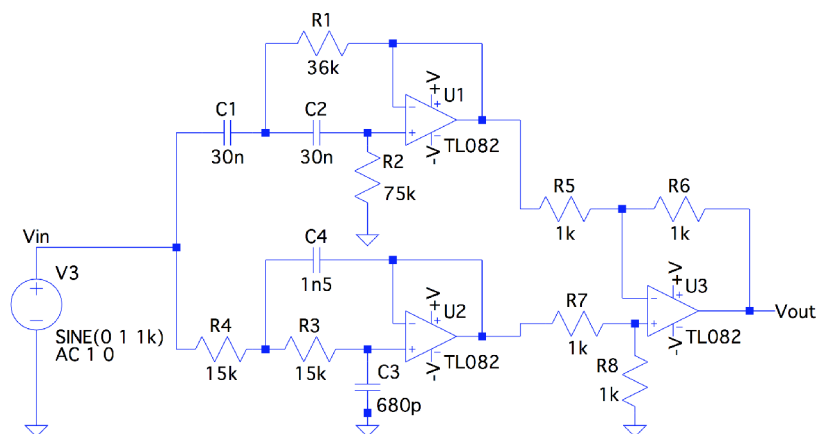 R1
36k
+V
U1
C1
C2
30n
30n
-V
TL082
R2
75k
R5
R6
1k
1k
Vin
V3
C4
1n5
+V
U2
+V
U3
Vout
SINE(0 1 1k)
AC 1 0
R4
R3
15k
15k
-V
TL082
R7
1k
-V
TL082
C3
680p
R8
1k